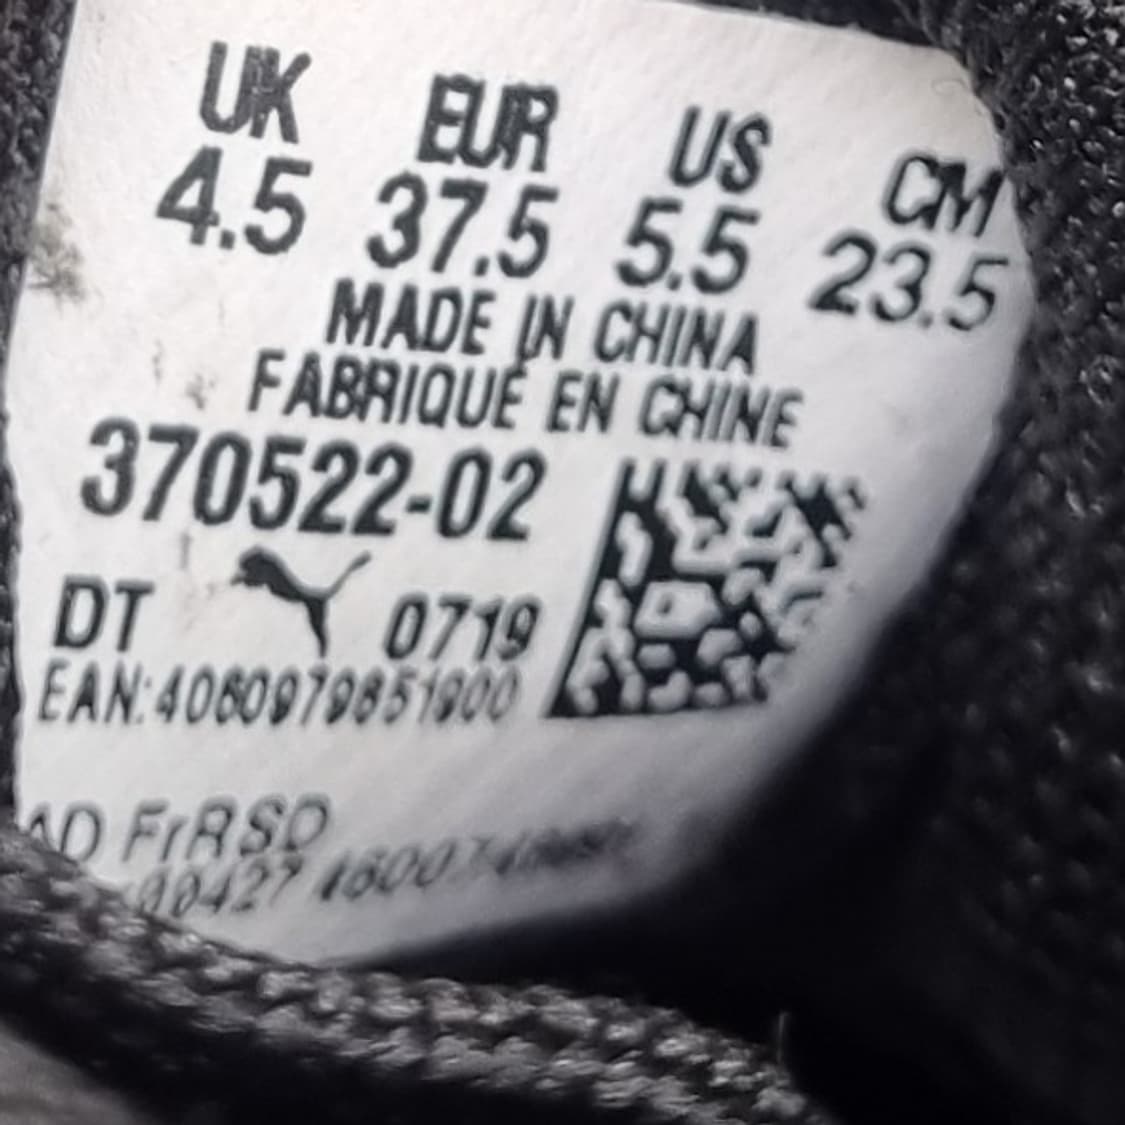 UK EUR US CM
4.5 37.5 5.5 23.5
MADE IN CHINA
FABRIQUÉ EN CHINE
370522-02
DT 0719
EAN:4060979851900
FrRSD